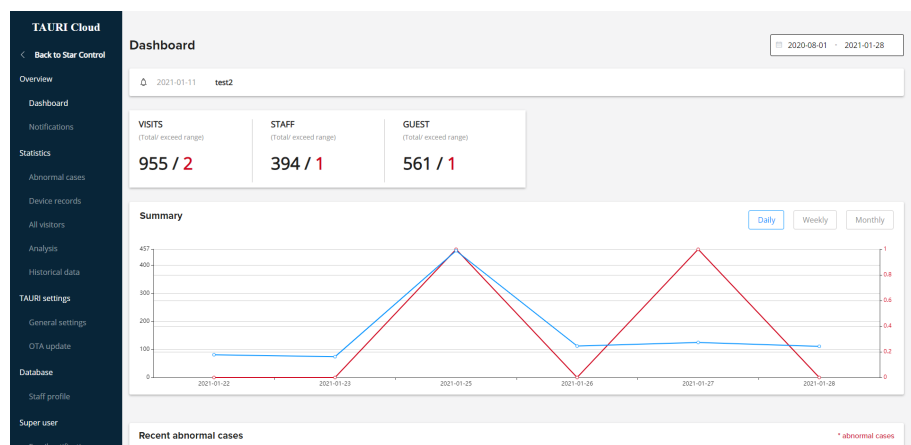 TAURI Cloud
Back to Star Control
Overview
Dashboard
Notifications
Statistics
Abnormal cases
Device records
All visitors
Analysis
Historical data
TAURI settings
General settings
OTA update
Database
Staff profile
Super user
Dashboard
2020-08-01 - 2021-01-28
2021-01-11 test2
VISITS
(Total/ exceed range)
955 / 2
STAFF
(Total/ exceed range)
394 / 1
GUEST
(Total/ exceed range)
561 / 1
Summary
Daily Weekly Monthly
457 1
400
0.8
300
0.6
200
0.4
100
0.2
0 0
2021-01-22 2021-01-23 2021-01-25 2021-01-26 2021-01-27 2021-01-28
Recent abnormal cases * abnormal cases